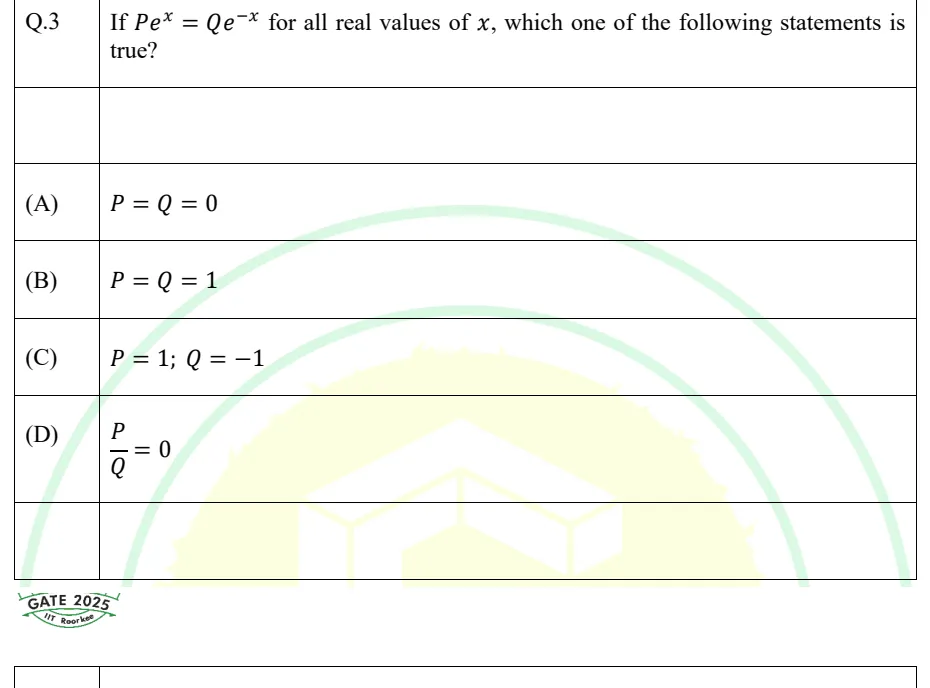 Q.3 If 𝑃𝑒ˣ = 𝑄𝑒⁻ˣ for all real values of 𝑥, which one of the following statements is
true?
(A) 𝑃 = 𝑄 = 0
(B) 𝑃 = 𝑄 = 1
(C) 𝑃 = 1; 𝑄 = −1
(D) 𝑃/𝑄 = 0
GATE 2025
IIT Roorkee